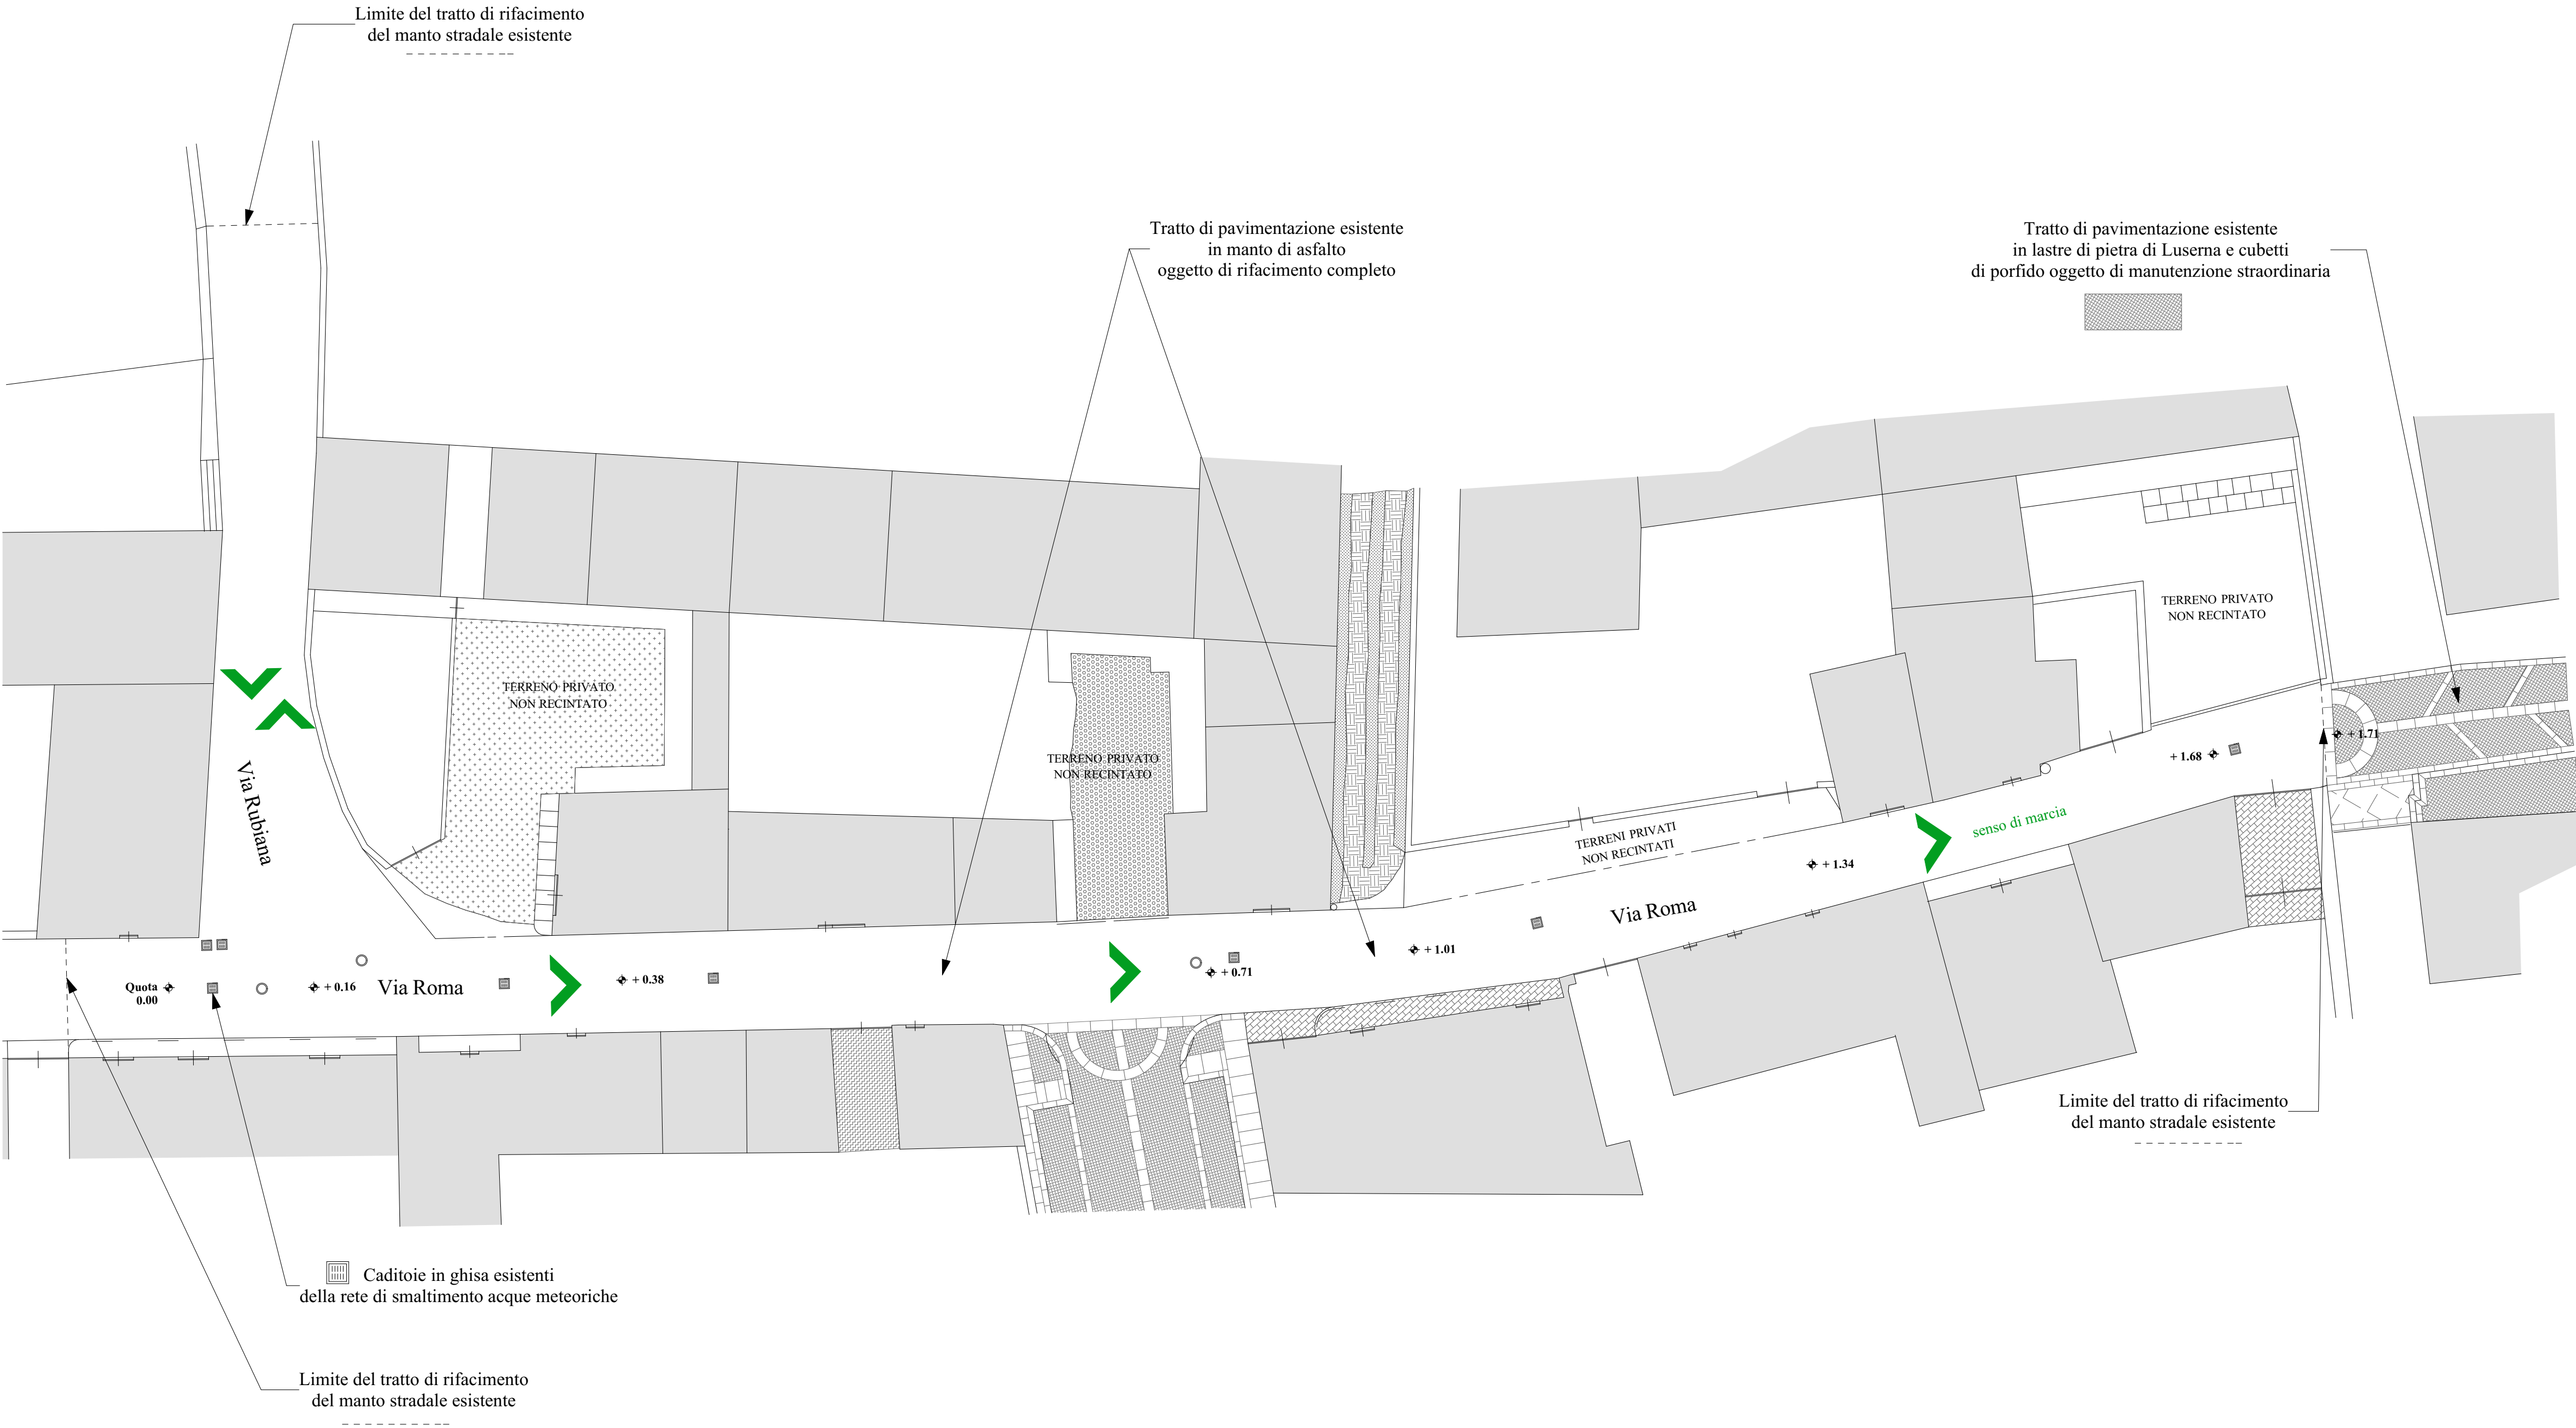 Limite del tratto di rifacimento
del manto stradale esistente
Tratto di pavimentazione esistente
in manto di asfalto
oggetto di rifacimento completo
Tratto di pavimentazione esistente
in lastre di pietra di Luserna e cubetti
di porfido oggetto di manutenzione straordinaria
TERRENO PRIVATO
NON RECINTATO
TERRENO PRIVATO
NON RECINTATO
TERRENO PRIVATO
NON RECINTATO
TERRENI PRIVATI
NON RECINTATI
Via Rubiana
senso di marcia
+ 1.71
+ 1.68
+ 1.34
Via Roma
+ 1.01
+ 0.71
+ 0.38
Via Roma
+ 0.16
Quota
0.00
Limite del tratto di rifacimento
del manto stradale esistente
Caditoie in ghisa esistenti
della rete di smaltimento acque meteoriche
Limite del tratto di rifacimento
del manto stradale esistente